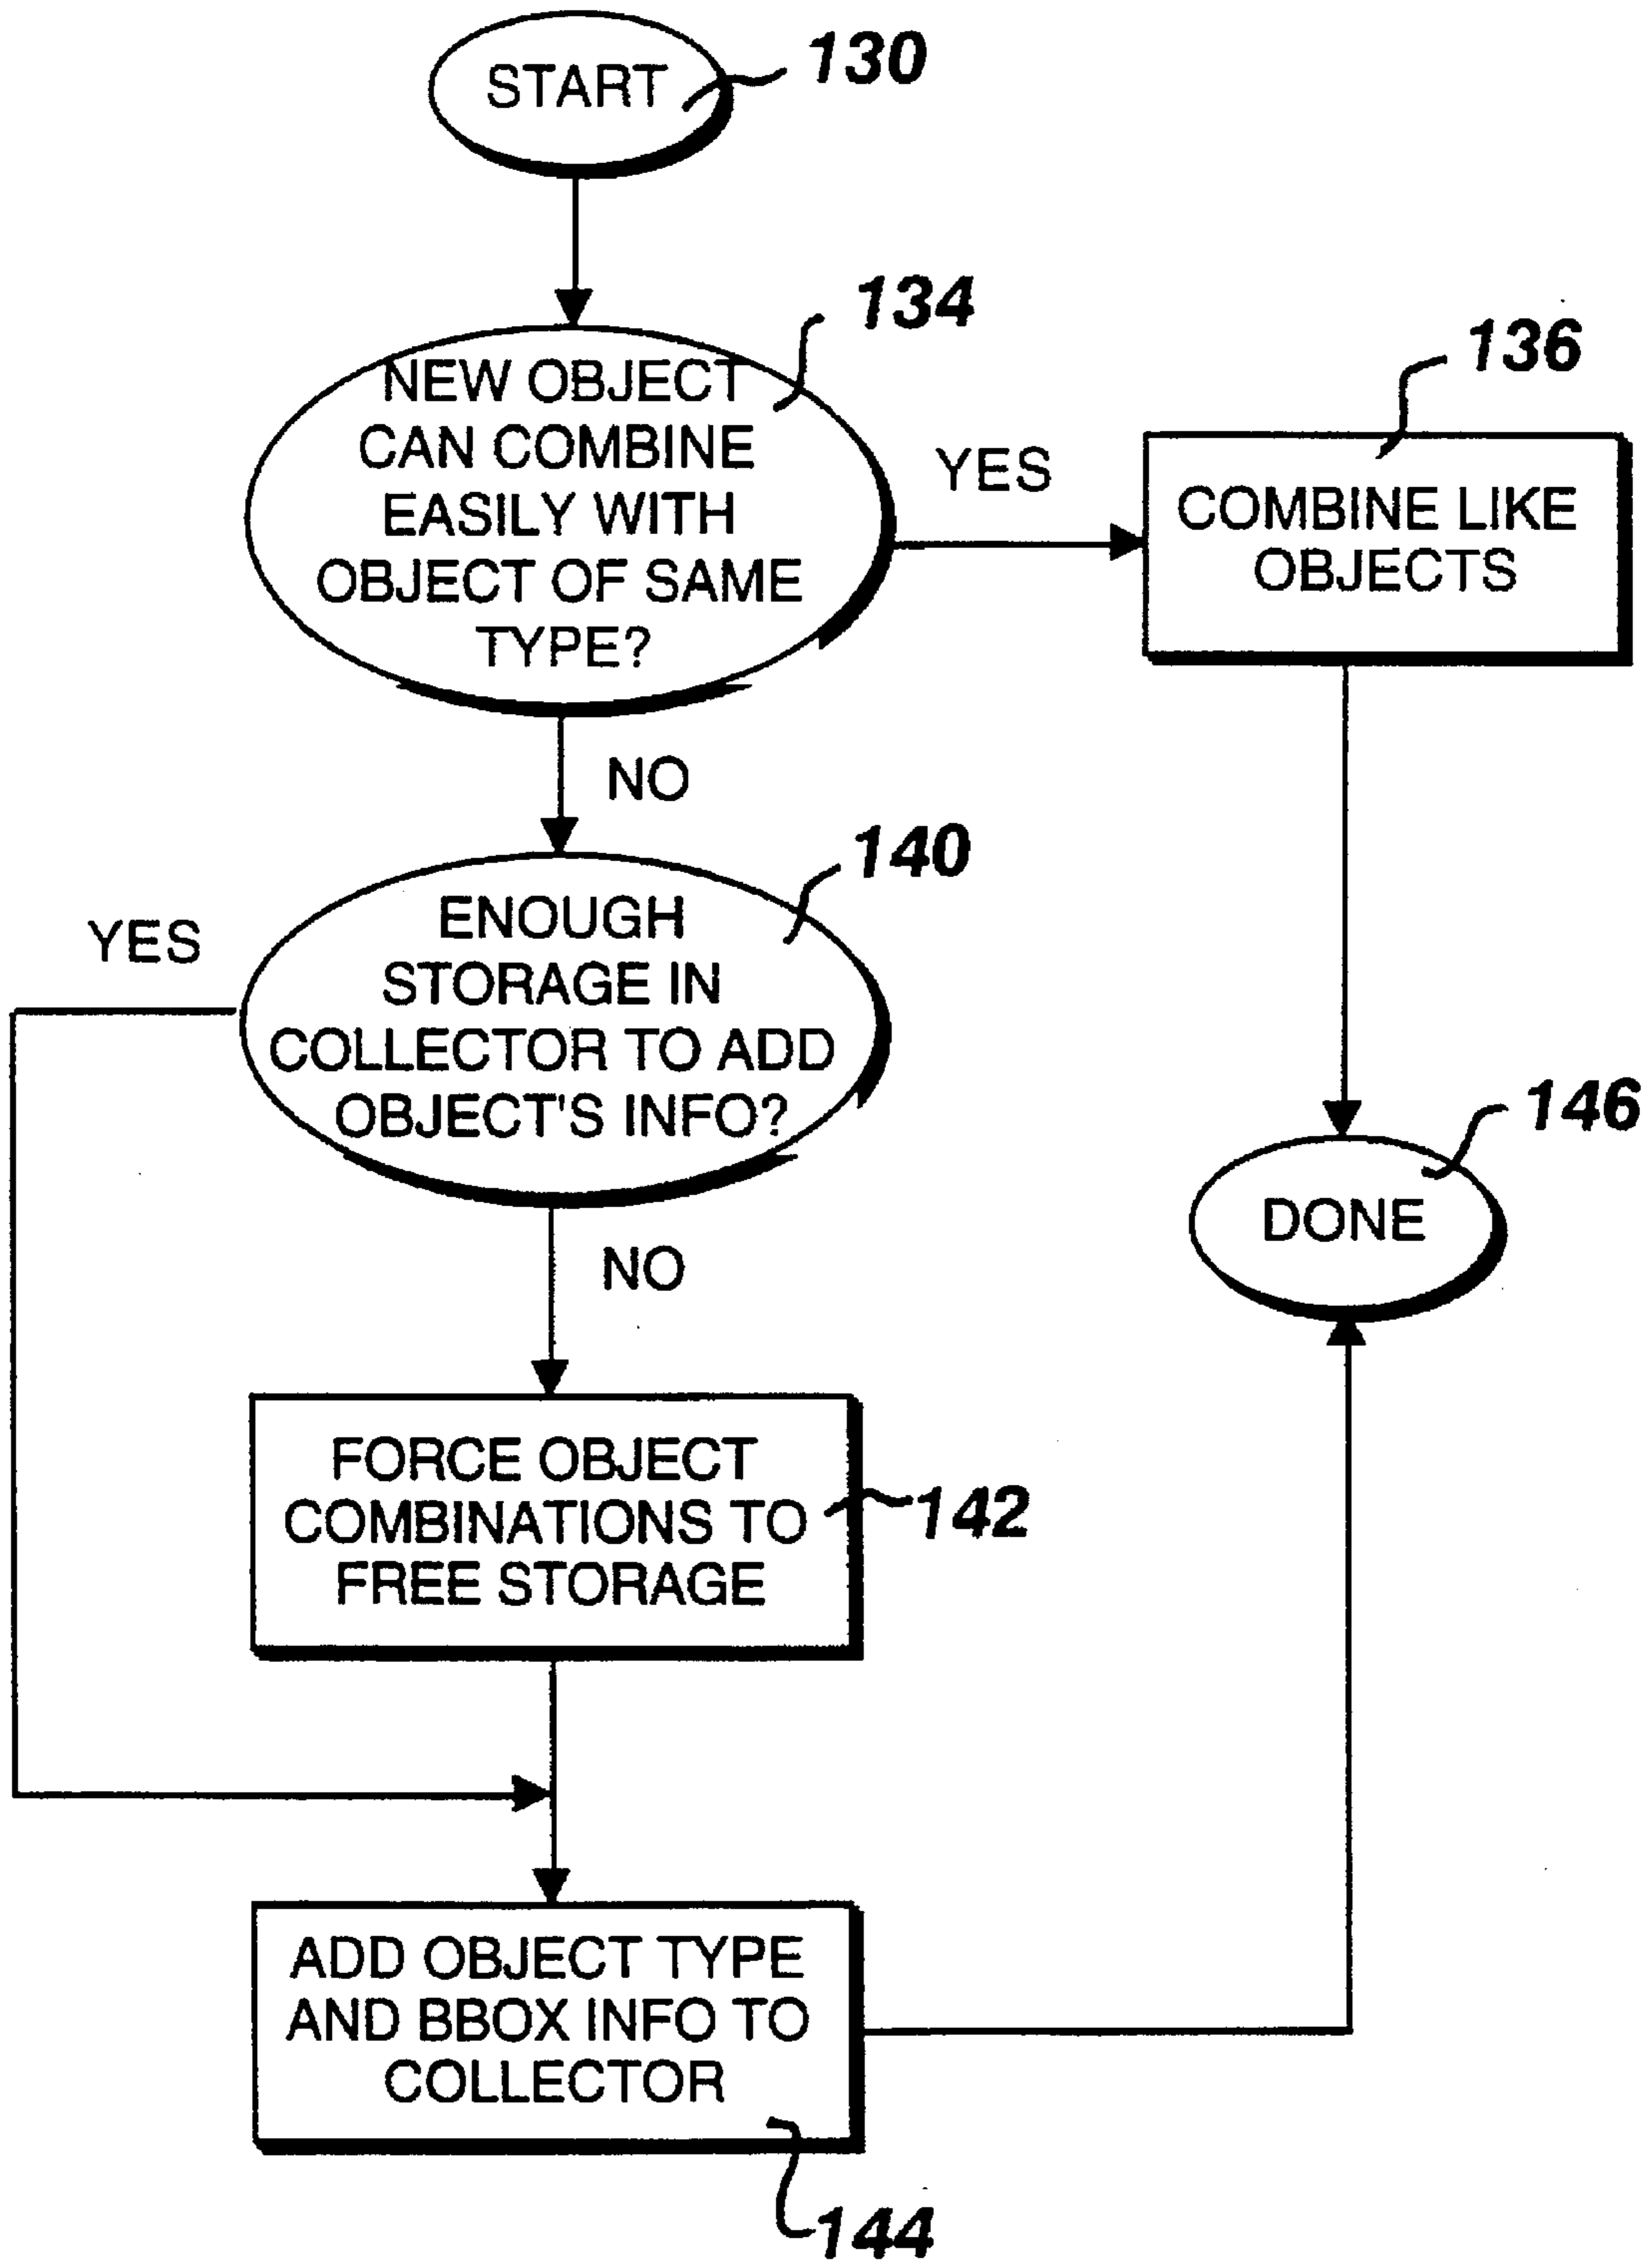 START
130
134
NEW OBJECT
CAN COMBINE
EASILY WITH
OBJECT OF SAME
TYPE?
YES
136
COMBINE LIKE
OBJECTS
NO
140
YES
ENOUGH
STORAGE IN
COLLECTOR TO ADD
OBJECT'S INFO?
146
DONE
NO
FORCE OBJECT
COMBINATIONS TO
FREE STORAGE
142
ADD OBJECT TYPE
AND BBOX INFO TO
COLLECTOR
144